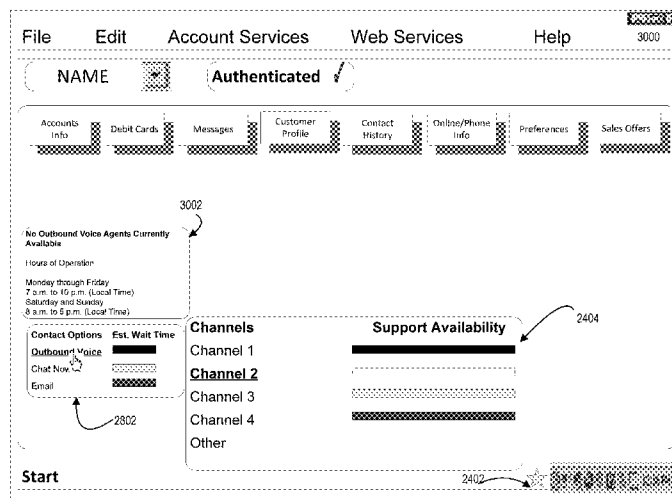 File Edit Account Services Web Services Help 3000
NAME Authenticated
Accounts Info
Debit Cards
Messages
Customer Profile
Contact History
Online/Phone Info
Preferences
Sales Offers
3002
No Outbound Voice Agents Currently
Available
Hours of Operation
Monday through Friday
7 a.m. to 10 p.m. (Local Time)
Saturday and Sunday
8 a.m. to 5 p.m. (Local Time)
Contact Options Est. Wait Time
Outbound Voice
Chat Now
Email
2802
Channels Support Availability
2404
Channel 1
Channel 2
Channel 3
Channel 4
Other
Start
2402